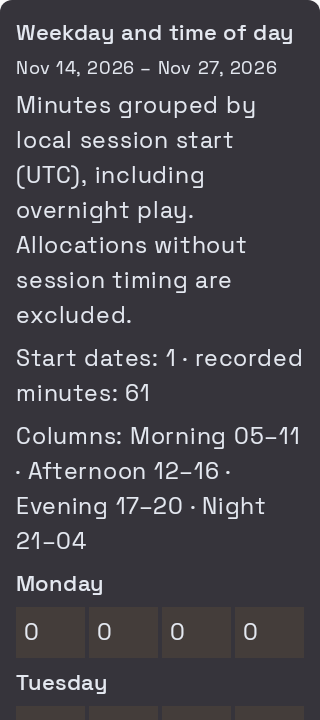 Weekday and time of day
Nov 14, 2026 – Nov 27, 2026
Minutes grouped by
local session start
(UTC), including
overnight play.
Allocations without
session timing are
excluded.
Start dates: 1 · recorded
minutes: 61
Columns: Morning 05–11
· Afternoon 12–16 ·
Evening 17–20 · Night
21–04
Monday
0 0 0 0
Tuesday